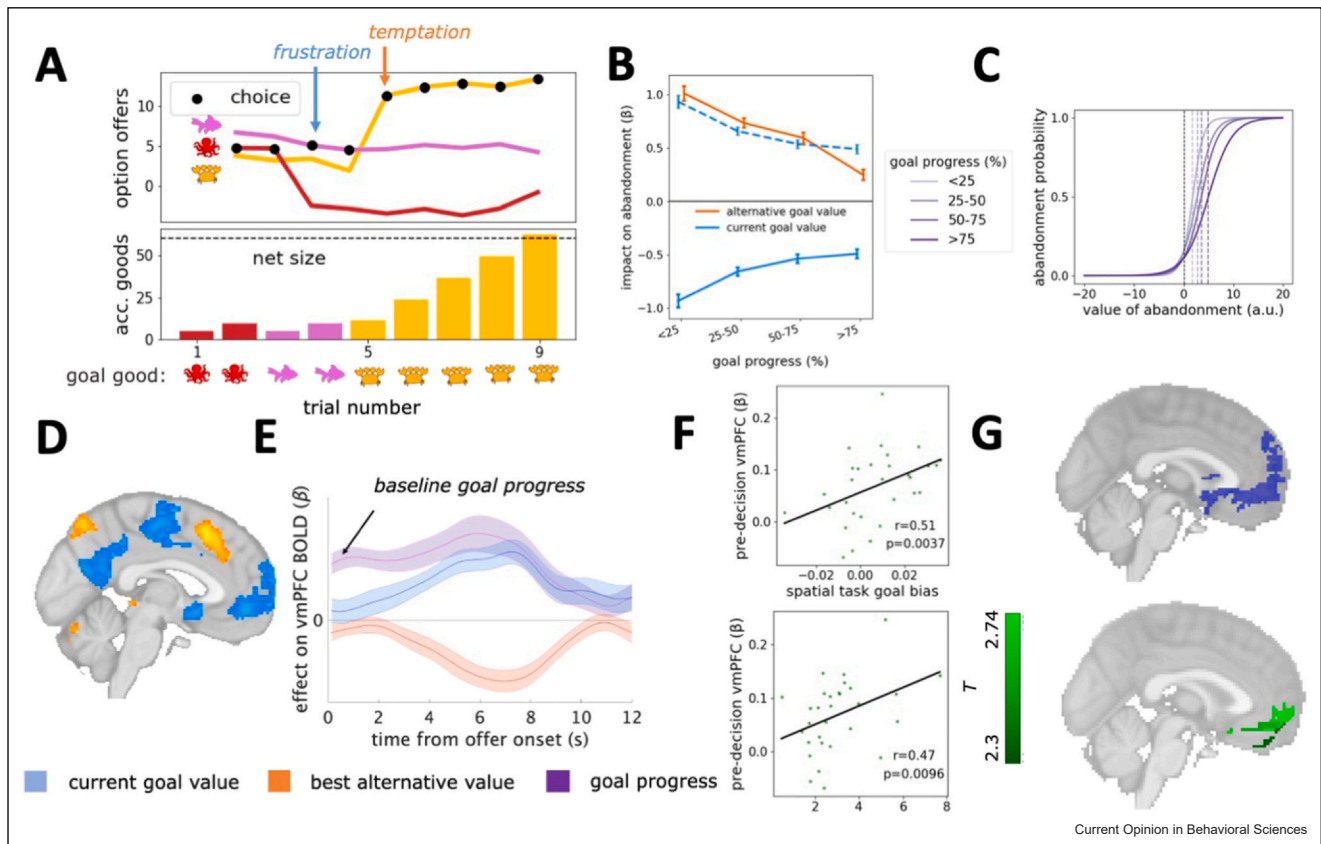 A
frustration
temptation
choice
option offers
10
5
0
acc. goods
50
25
0
net size
1
5
9
goal good:
trial number
B
impact on abandonment (β)
1.0
0.5
0.0
−0.5
−1.0
alternative goal value
current goal value
<25
25-50
50-75
>75
goal progress (%)
C
goal progress (%)
<25
25-50
50-75
>75
abandonment probability
1.0
0.5
0.0
−20
−10
0
10
20
value of abandonment (a.u.)
D
E
baseline goal progress
effect on vmPFC BOLD (β)
0
0
2
4
6
8
10
12
time from offer onset (s)
current goal value
best alternative value
goal progress
F
pre-decision vmPFC (β)
0.2
0.1
0.0
r=0.51
p=0.0037
−0.02
0.00
0.02
spatial task goal bias
pre-decision vmPFC (β)
0.2
0.1
0.0
r=0.47
p=0.0096
2
4
6
8
G
2.74
T
2.3
Current Opinion in Behavioral Sciences